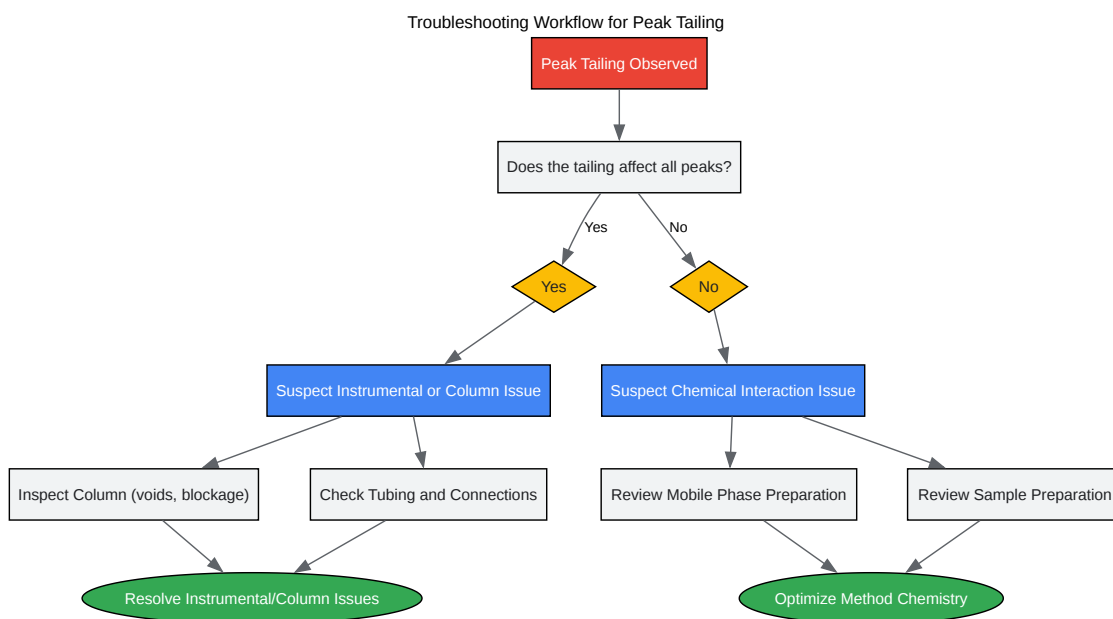 Troubleshooting Workflow for Peak Tailing
Peak Tailing Observed
Does the tailing affect all peaks?
Yes
No
Yes
No
Suspect Instrumental or Column Issue
Suspect Chemical Interaction Issue
Inspect Column (voids, blockage)
Check Tubing and Connections
Review Mobile Phase Preparation
Review Sample Preparation
Resolve Instrumental/Column Issues
Optimize Method Chemistry